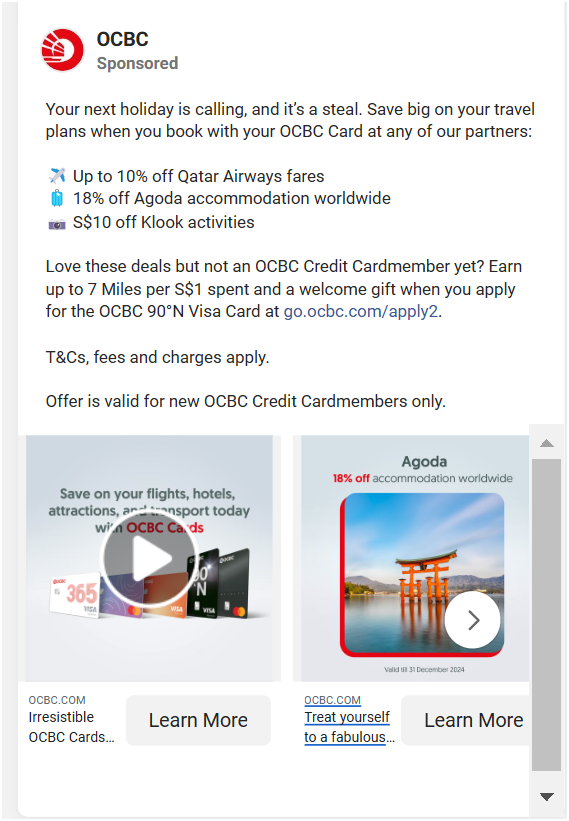 OCBC
Sponsored
Your next holiday is calling, and it's a steal. Save big on your travel
plans when you book with your OCBC Card at any of our partners:
✈️ Up to 10% off Qatar Airways fares
🧳 18% off Agoda accommodation worldwide
📷 S$10 off Klook activities
Love these deals but not an OCBC Credit Cardmember yet? Earn
up to 7 Miles per S$1 spent and a welcome gift when you apply
for the OCBC 90°N Visa Card at go.ocbc.com/apply2.
T&Cs, fees and charges apply.
Offer is valid for new OCBC Credit Cardmembers only.
Save on your flights, hotels,
attractions, and transport today
with OCBC Cards
OCBC
365
VISA
VISA
90°
N
VISA
Agoda
18% off accommodation worldwide
Valid till 31 December 2024
OCBC.COM
Irresistible
OCBC Cards...
Learn More
OCBC.COM
Treat yourself
to a fabulous...
Learn More